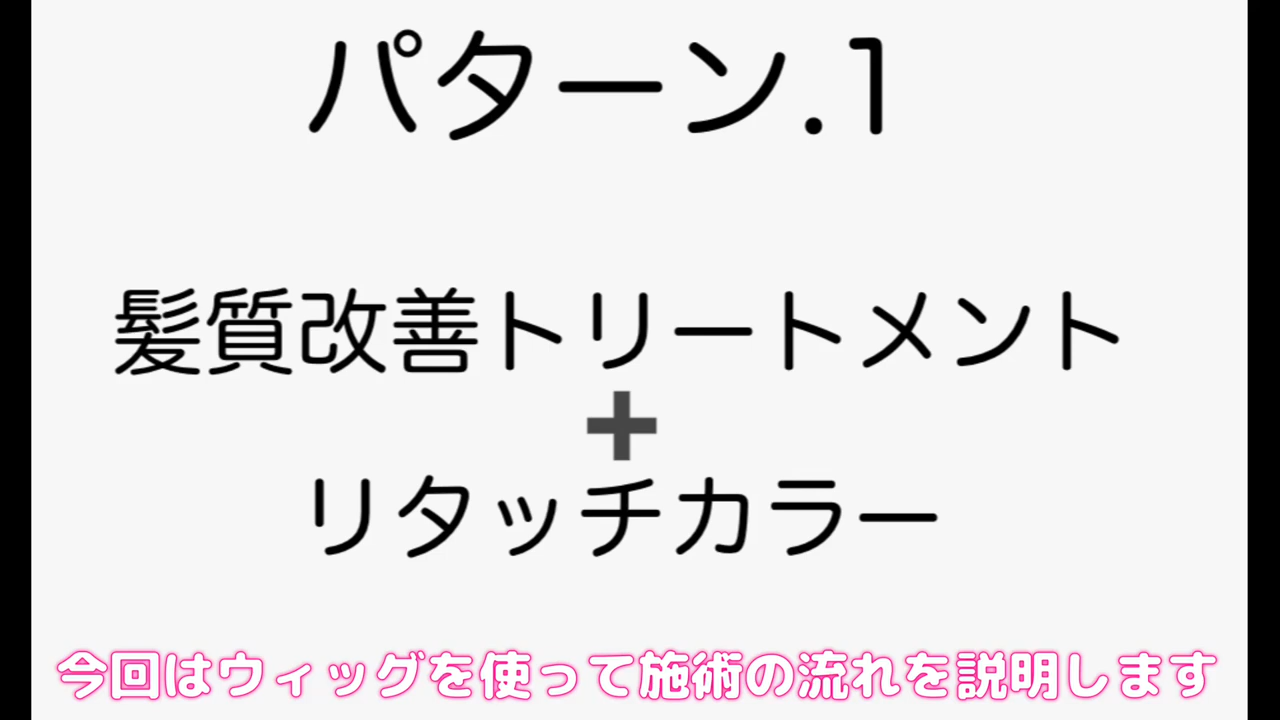 パターン.1
髪質改善トリートメント
+
リタッチカラー
今回はウィッグを使って施術の流れを説明します